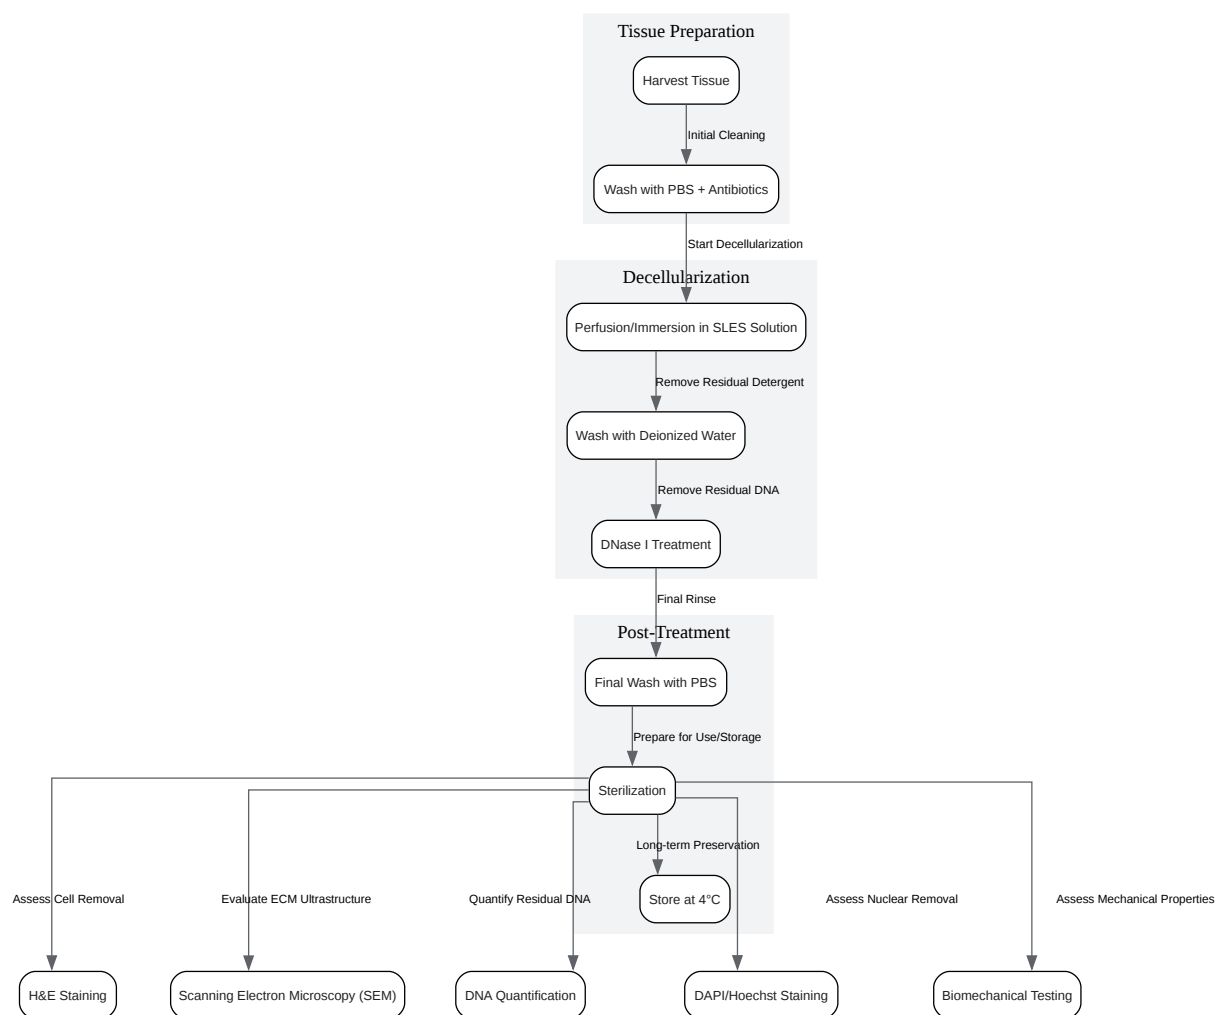 Tissue Preparation
Harvest Tissue
Initial Cleaning
Wash with PBS + Antibiotics
Start Decellularization
Decellularization
Perfusion/Immersion in SLES Solution
Remove Residual Detergent
Wash with Deionized Water
Remove Residual DNA
DNase I Treatment
Final Rinse
Post-Treatment
Final Wash with PBS
Prepare for Use/Storage
Sterilization
Long-term Preservation
Assess Cell Removal
Evaluate ECM Ultrastructure
Quantify Residual DNA
Store at 4°C
Assess Nuclear Removal
Assess Mechanical Properties
H&E Staining
Scanning Electron Microscopy (SEM)
DNA Quantification
DAPI/Hoechst Staining
Biomechanical Testing